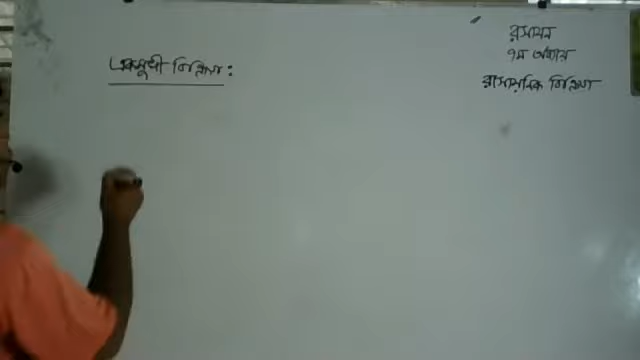 একমুখী বিক্রিয়া :
রসায়ন
৭ম অধ্যায়
রাসায়নিক বিক্রিয়া